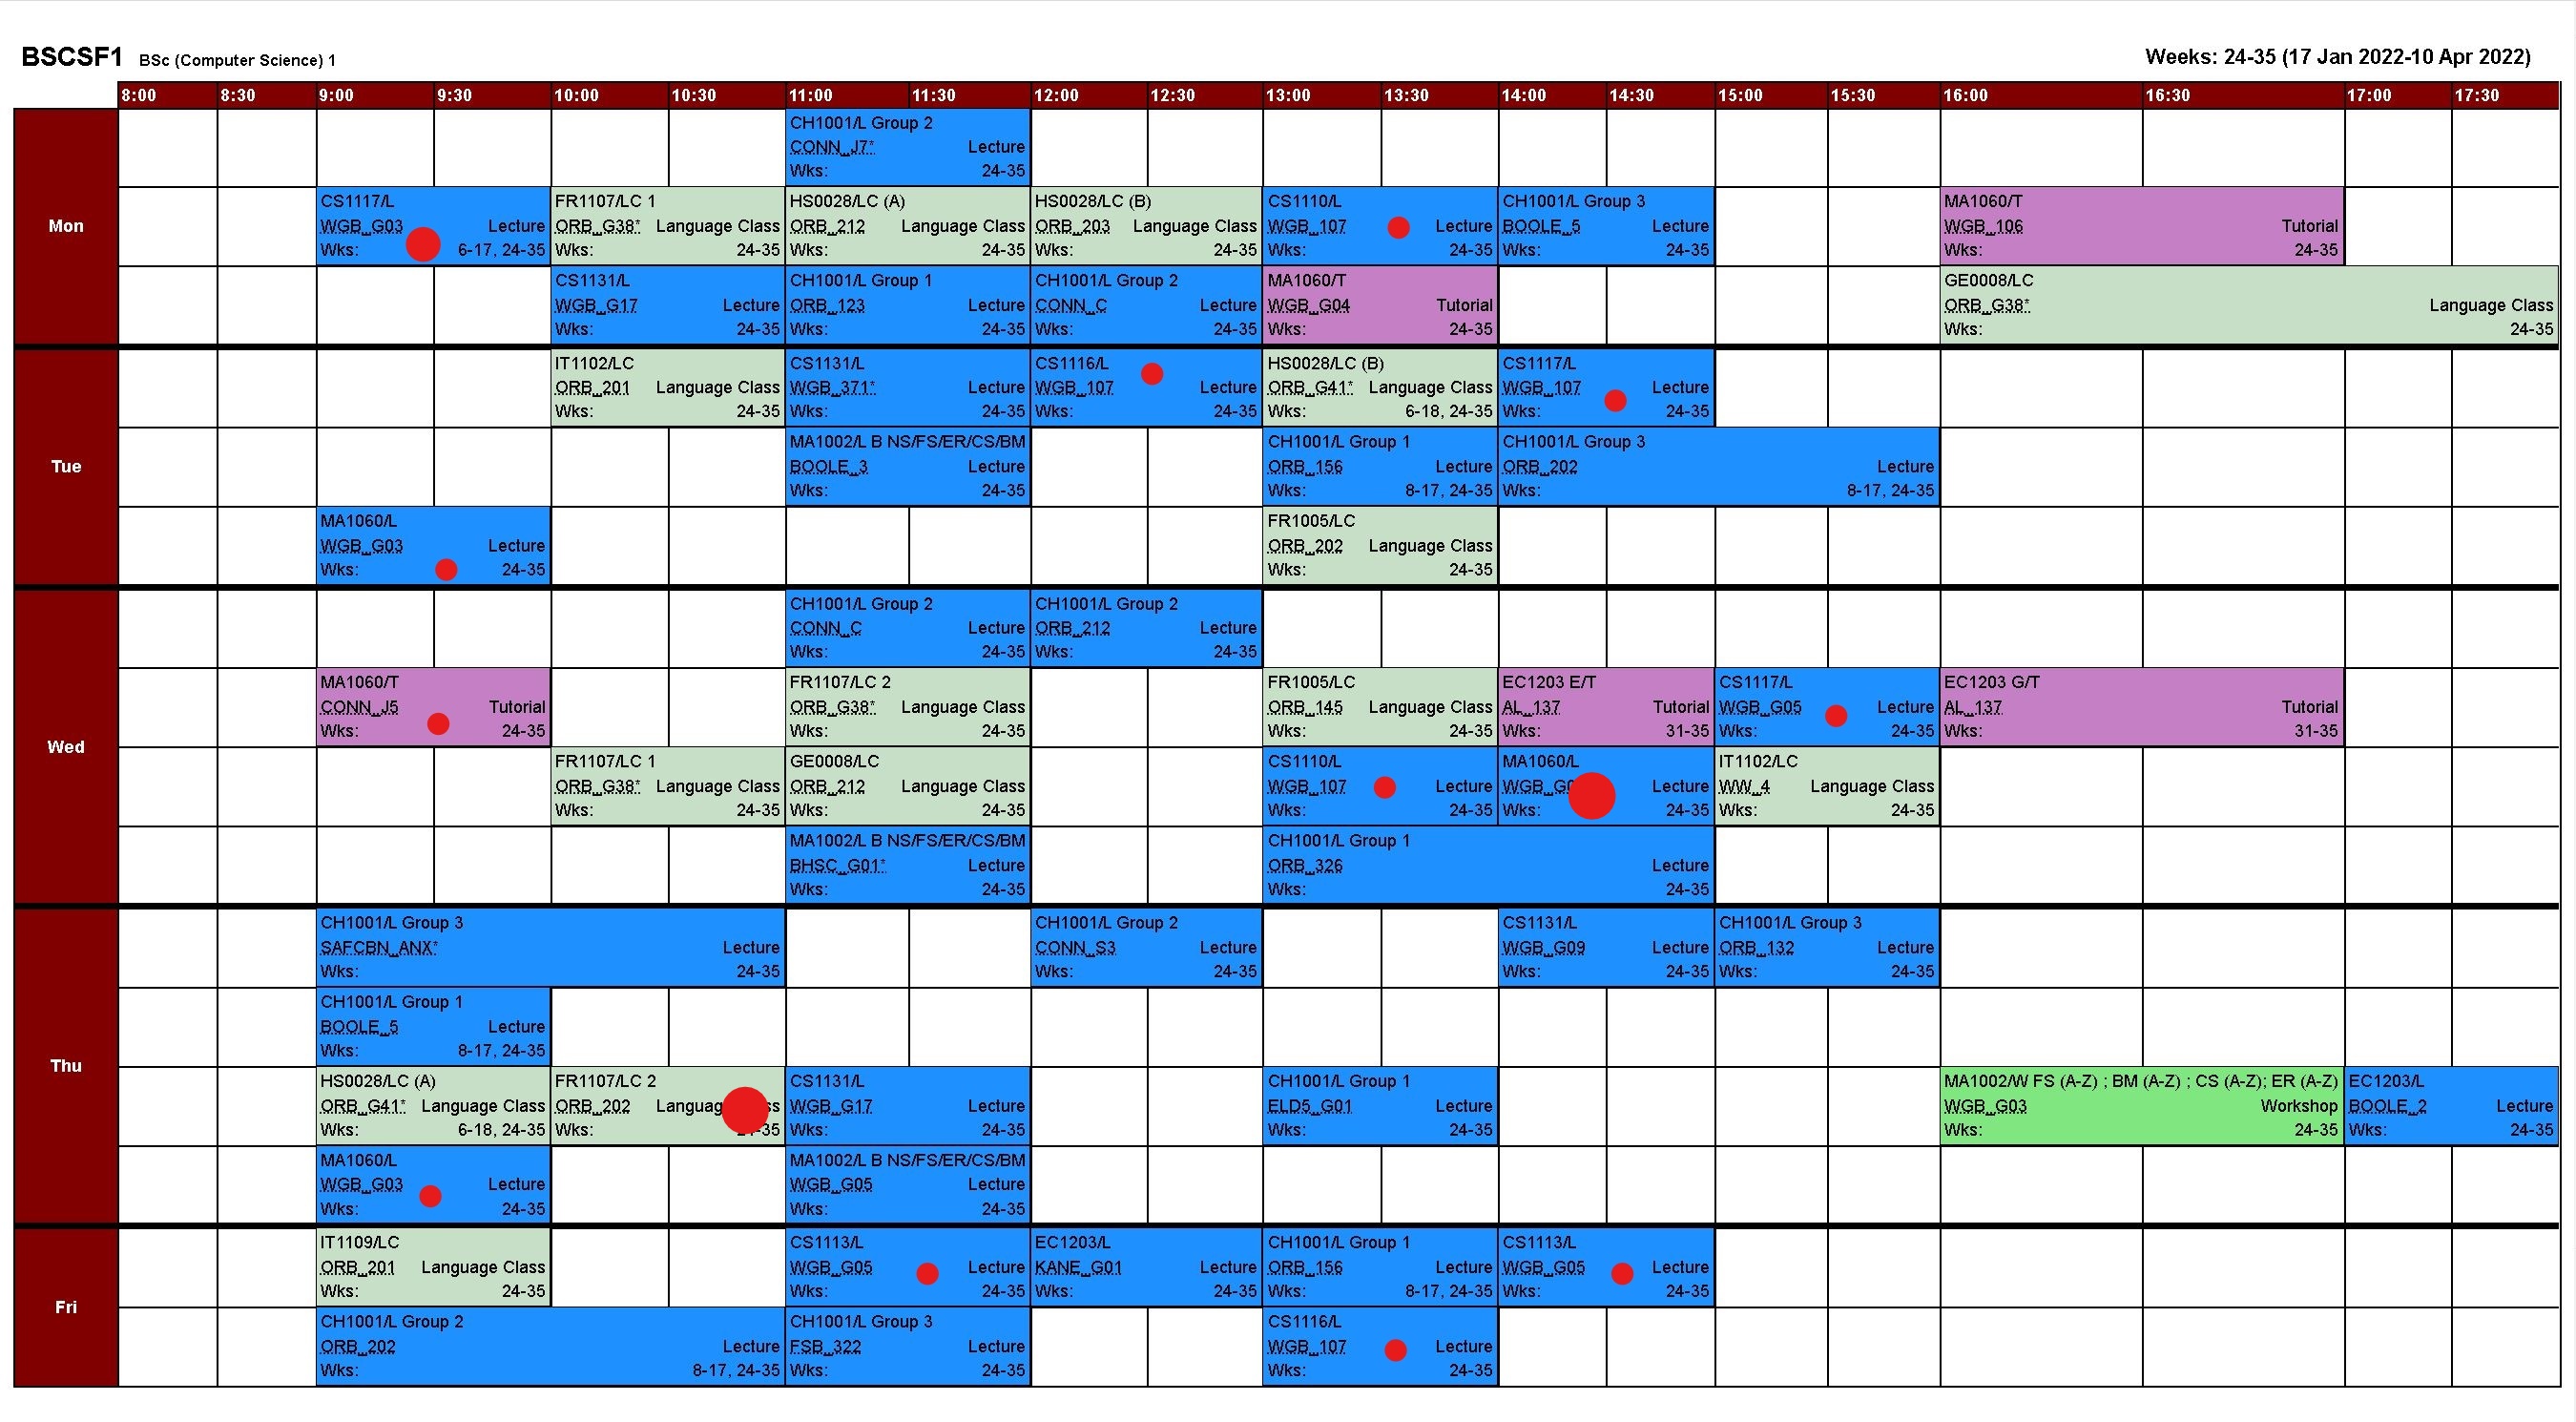 BSCSF1 BSc (Computer Science) 1 Weeks: 24-35 (17 Jan 2022-10 Apr 2022)
8:00 8:30 9:00 9:30 10:00 10:30 11:00 11:30 12:00 12:30 13:00 13:30 14:00 14:30 15:00 15:30 16:00 16:30 17:00 17:30
Mon
CH1001/L Group 2
CONN_J7* Lecture
Wks: 24-35
CS1117/L FR1107/LC 1 HS0028/LC (A) HS0028/LC (B) CS1110/L CH1001/L Group 3 MA1060/T
WGB_G03 Lecture ORB_G38* Language Class ORB_212 Language Class ORB_203 Language Class WGB_107 Lecture BOOLE_5 Lecture WGB_106 Tutorial
Wks: 6-17, 24-35 Wks: 24-35 Wks: 24-35 Wks: 24-35 Wks: 24-35 Wks: 24-35 Wks: 24-35
CS1131/L CH1001/L Group 1 CH1001/L Group 2 MA1060/T GE0008/LC
WGB_G17 Lecture ORB_123 Lecture CONN_C Lecture WGB_G04 Tutorial ORB_G38* Language Class
Wks: 24-35 Wks: 24-35 Wks: 24-35 Wks: 24-35 Wks: 24-35
Tue
IT1102/LC CS1131/L CS1116/L HS0028/LC (B) CS1117/L
ORB_201 Language Class WGB_371* Lecture WGB_107 Lecture ORB_G41* Language Class WGB_107 Lecture
Wks: 24-35 Wks: 24-35 Wks: 24-35 Wks: 6-18, 24-35 Wks: 24-35
MA1002/L B NS/FS/ER/CS/BM CH1001/L Group 1 CH1001/L Group 3
BOOLE_3 Lecture ORB_156 Lecture ORB_202 Lecture
Wks: 24-35 Wks: 8-17, 24-35 Wks: 8-17, 24-35
MA1060/L FR1005/LC
WGB_G03 Lecture ORB_202 Language Class
Wks: 24-35 Wks: 24-35
Wed
CH1001/L Group 2 CH1001/L Group 2
CONN_C Lecture ORB_212 Lecture
Wks: 24-35 Wks: 24-35
MA1060/T FR1107/LC 2 FR1005/LC EC1203 E/T CS1117/L EC1203 G/T
CONN_J5 Tutorial ORB_G38* Language Class ORB_145 Language Class AL_137 Tutorial WGB_G05 Lecture AL_137 Tutorial
Wks: 24-35 Wks: 24-35 Wks: 24-35 Wks: 31-35 Wks: 24-35 Wks: 31-35
FR1107/LC 1 GE0008/LC CS1110/L MA1060/L IT1102/LC
ORB_G38* Language Class ORB_212 Language Class WGB_107 Lecture Lecture WW_4 Language Class
Wks: 24-35 Wks: 24-35 Wks: 24-35 Wks: 24-35 Wks: 24-35
MA1002/L B NS/FS/ER/CS/BM CH1001/L Group 1
BHSC_G01* Lecture ORB_326 Lecture
Wks: 24-35 Wks: 24-35
Thu
CH1001/L Group 3 CH1001/L Group 2 CS1131/L CH1001/L Group 3
SAFCBN_ANX* Lecture CONN_S3 Lecture WGB_G09 Lecture ORB_132 Lecture
Wks: 24-35 Wks: 24-35 Wks: 24-35 Wks: 24-35
CH1001/L Group 1
BOOLE_5 Lecture
Wks: 8-17, 24-35
HS0028/LC (A) FR1107/LC 2 CS1131/L CH1001/L Group 1 MA1002/W FS (A-Z) ; BM (A-Z) ; CS (A-Z); ER (A-Z) EC1203/L
ORB_G41* Language Class ORB_202 WGB_G17 Lecture ELD5_G01 Lecture WGB_G03 Workshop BOOLE_2 Lecture
Wks: 6-18, 24-35 Wks: Wks: 24-35 Wks: 24-35 Wks: 24-35 Wks: 24-35
MA1060/L MA1002/L B NS/FS/ER/CS/BM
WGB_G03 Lecture WGB_G05 Lecture
Wks: 24-35 Wks: 24-35
Fri
IT1109/LC CS1113/L EC1203/L CH1001/L Group 1 CS1113/L
ORB_201 Language Class WGB_G05 Lecture KANE_G01 Lecture ORB_156 Lecture WGB_G05 Lecture
Wks: 24-35 Wks: 24-35 Wks: 24-35 Wks: 8-17, 24-35 Wks: 24-35
CH1001/L Group 2 CH1001/L Group 3 CS1116/L
ORB_202 Lecture FSB_322 Lecture WGB_107 Lecture
Wks: 8-17, 24-35 Wks: 24-35 Wks: 24-35